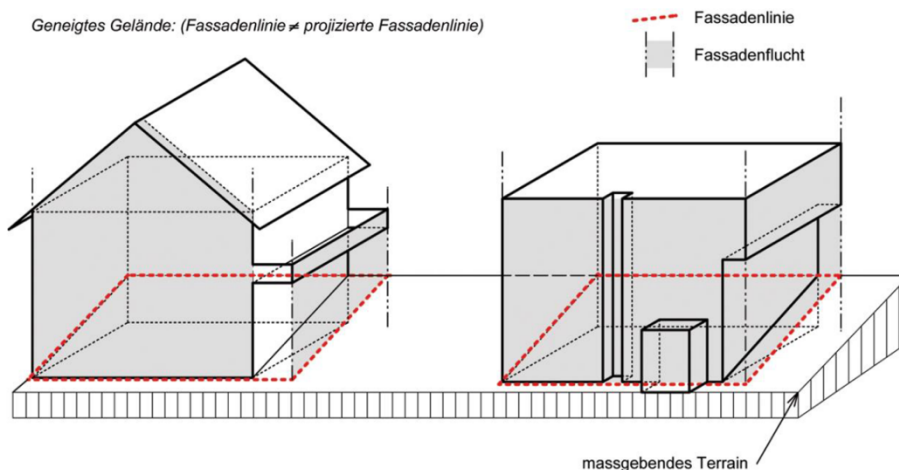 Geneigtes Gelände: (Fassadenlinie ≠ projizierte Fassadenlinie)
Fassadenlinie
Fassadenflucht
massgebendes Terrain